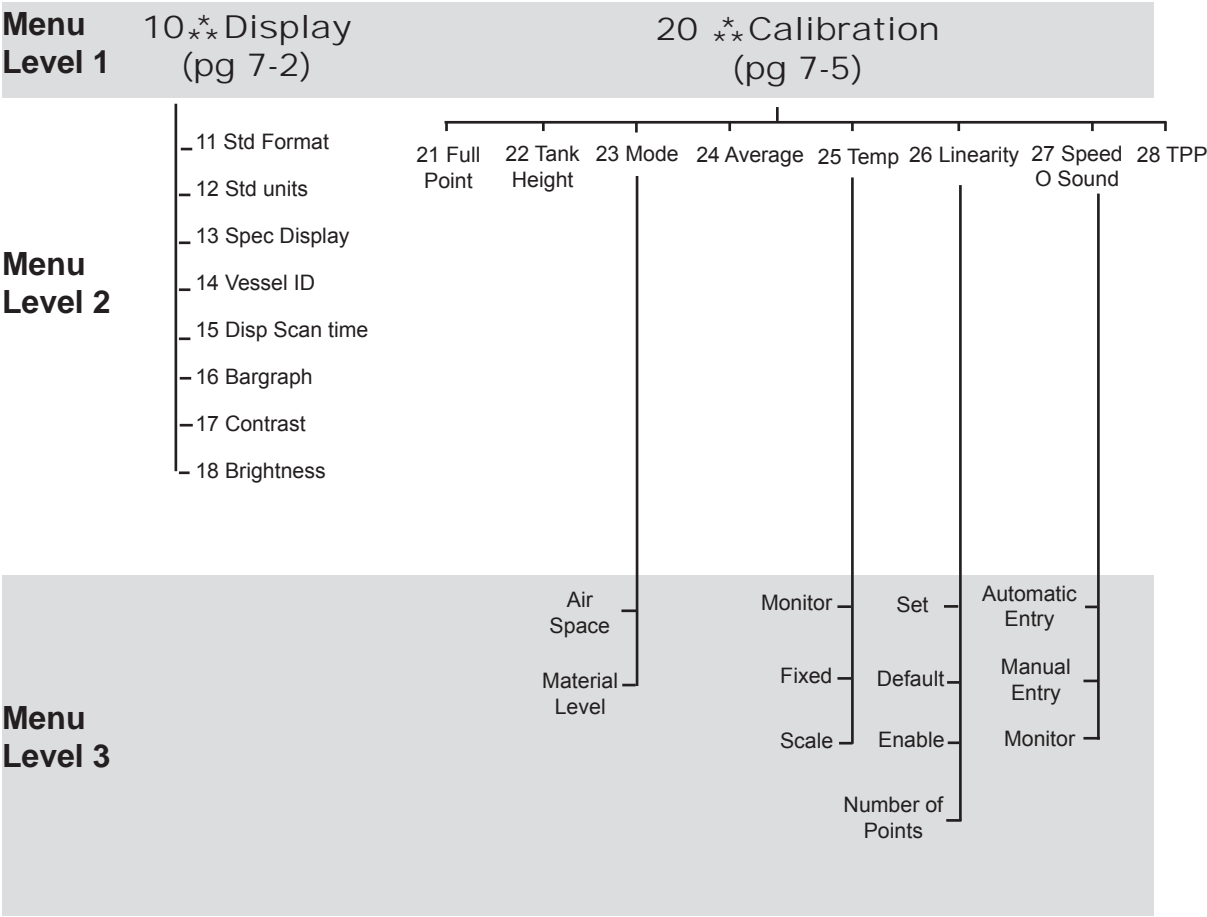 Menu
Level 1
10⁎⁎⁎Display
(pg 7-2)
20 ⁎⁎⁎Calibration
(pg 7-5)
Menu
Level 2
11 Std Format
12 Std units
13 Spec Display
14 Vessel ID
15 Disp Scan time
16 Bargraph
17 Contrast
18 Brightness
21 Full
Point
22 Tank
Height
23 Mode
24 Average
25 Temp
26 Linearity
27 Speed
O Sound
28 TPP
Menu
Level 3
Air
Space
Material
Level
Monitor
Fixed
Scale
Set
Default
Enable
Number of
Points
Automatic
Entry
Manual
Entry
Monitor